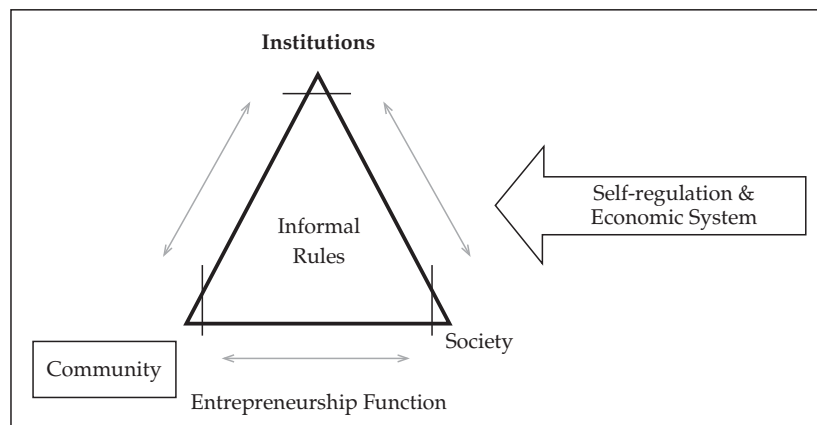 Institutions
Self-regulation &
Economic System
Informal
Rules
Society
Community
Entrepreneurship Function